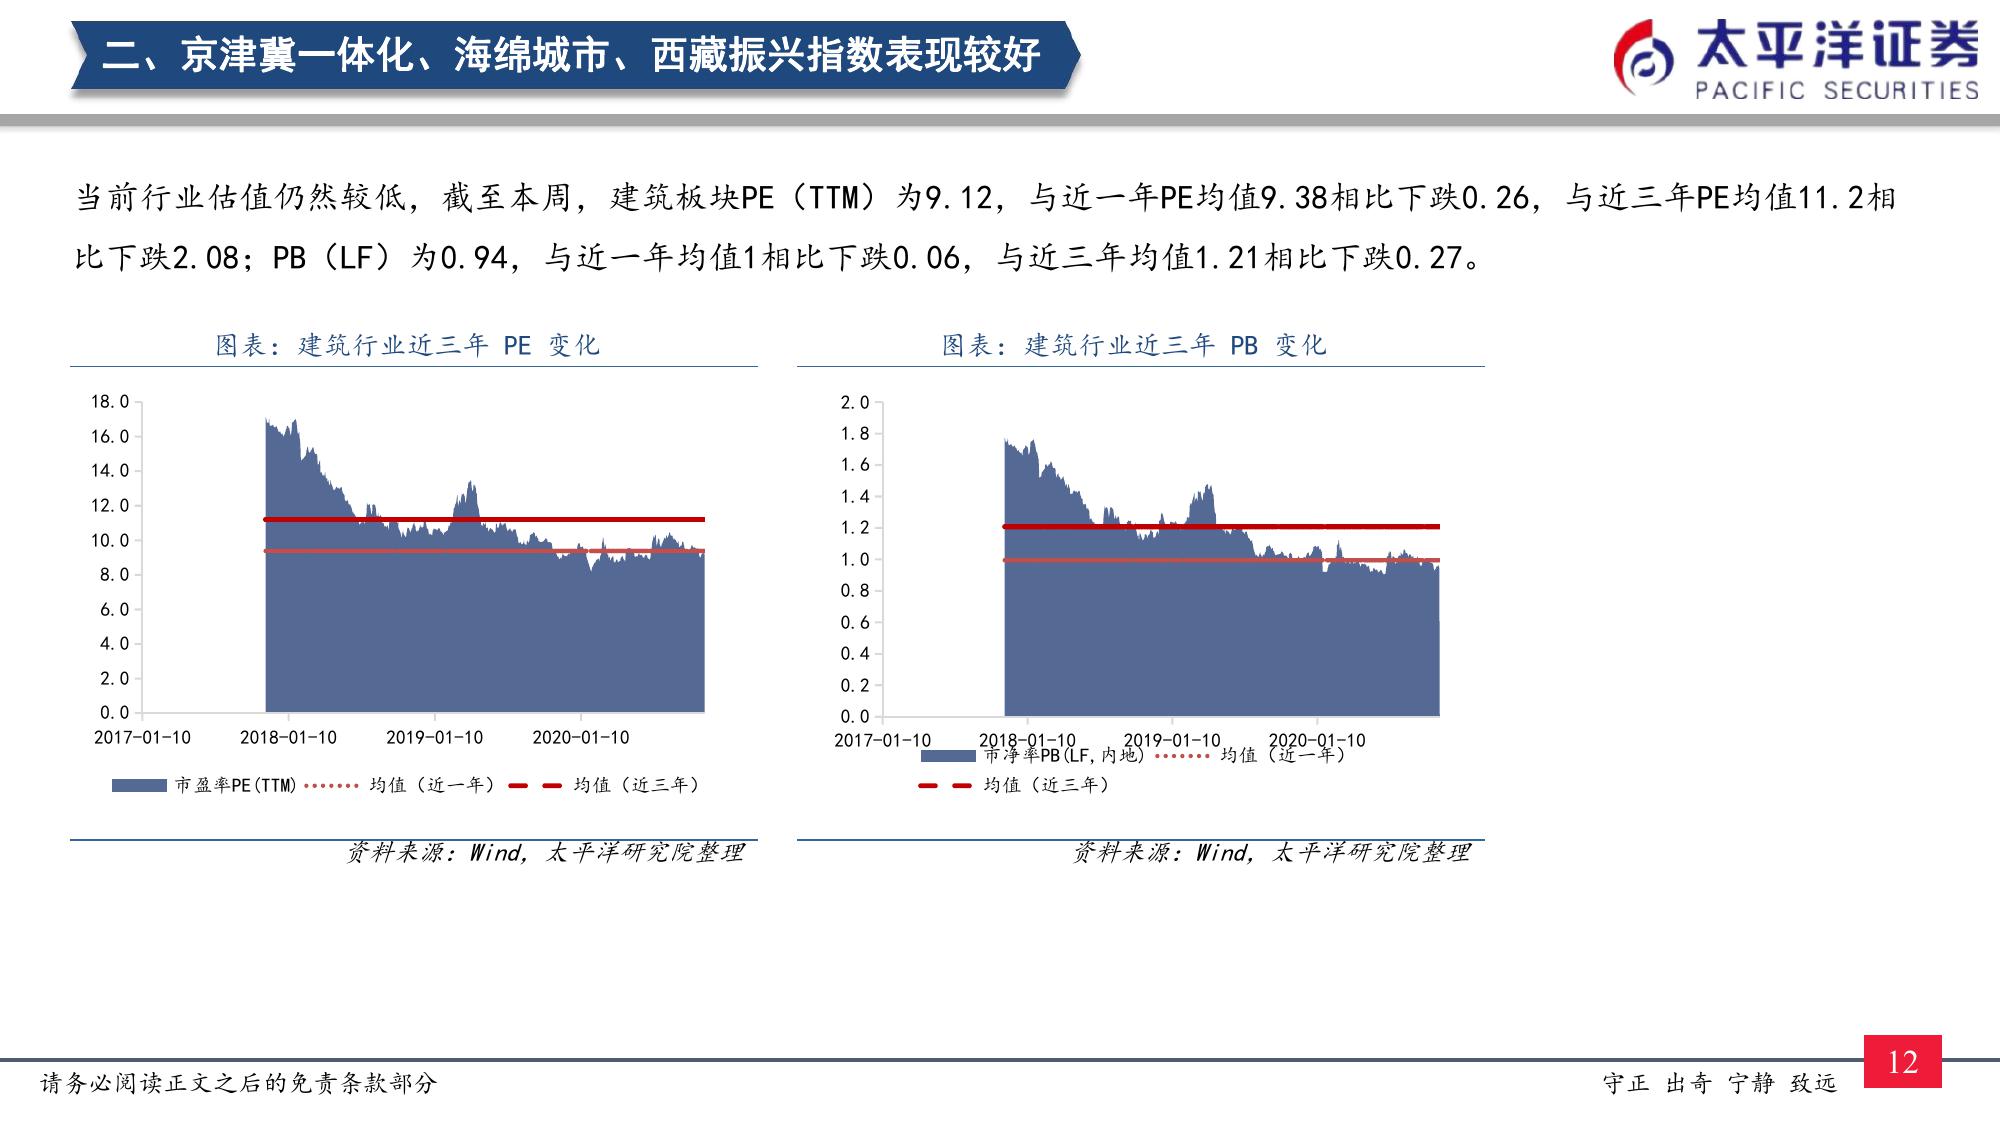 二、京津冀一体化、海绵城市、西藏振兴指数表现较好
太平洋证券
PACIFIC SECURITIES
当前行业估值仍然较低，截至本周，建筑板块PE（TTM）为9.12，与近一年PE均值9.38相比下跌0.26，与近三年PE均值11.2相
比下跌2.08；PB（LF）为0.94，与近一年均值1相比下跌0.06，与近三年均值1.21相比下跌0.27。
图表：建筑行业近三年 PE 变化
18.0
16.0
14.0
12.0
10.0
8.0
6.0
4.0
2.0
0.0
2017-01-10 2018-01-10 2019-01-10 2020-01-10
市盈率PE(TTM) 均值（近一年） 均值（近三年）
资料来源：Wind，太平洋研究院整理
图表：建筑行业近三年 PB 变化
2.0
1.8
1.6
1.4
1.2
1.0
0.8
0.6
0.4
0.2
0.0
2017-01-10 2018-01-10 2019-01-10 2020-01-10
市净率PB(LF,内地) 均值（近一年）
均值（近三年）
资料来源：Wind，太平洋研究院整理
请务必阅读正文之后的免责条款部分
守正 出奇 宁静 致远
12